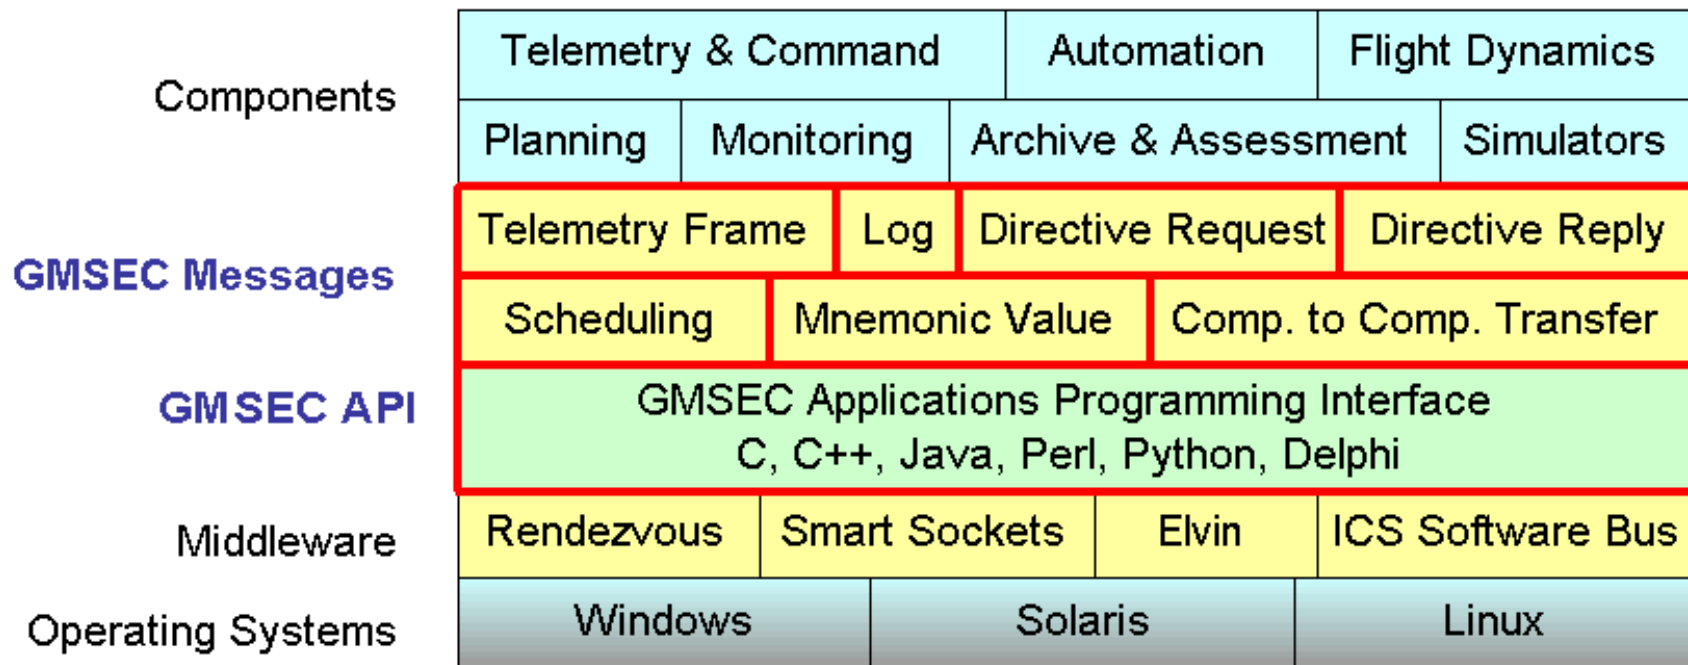 Components
Telemetry & Command Automation Flight Dynamics
Planning Monitoring Archive & Assessment Simulators
GMSEC Messages
Telemetry Frame Log Directive Request Directive Reply
Scheduling Mnemonic Value Comp. to Comp. Transfer
GMSEC API
GMSEC Applications Programming Interface
C, C++, Java, Perl, Python, Delphi
Middleware
Rendezvous Smart Sockets Elvin ICS Software Bus
Operating Systems
Windows Solaris Linux